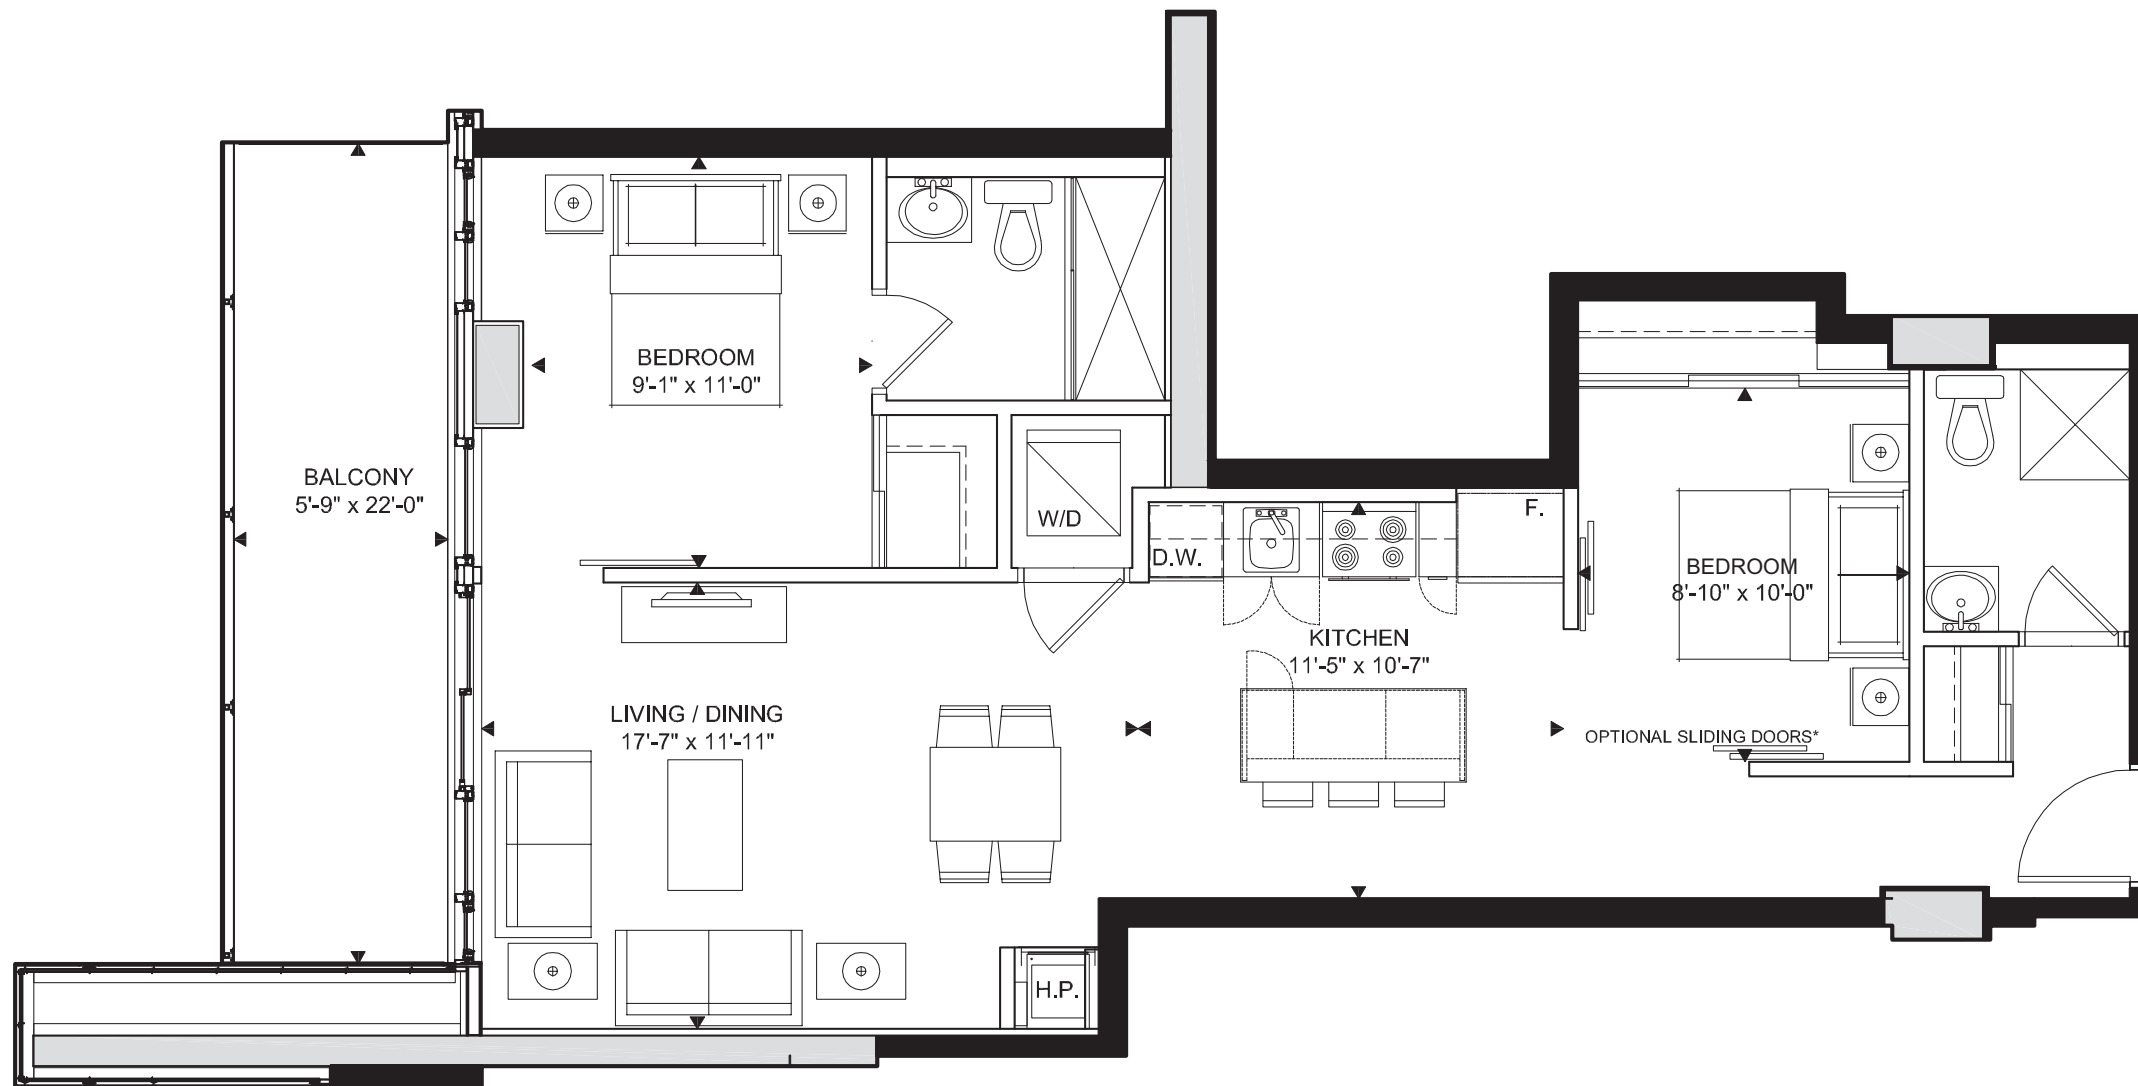 BEDROOM
9'-1" x 11'-0"
BALCONY
5'-9" x 22'-0"
W/D
D.W.
F.
BEDROOM
8'-10" x 10'-0"
KITCHEN
11'-5" x 10'-7"
LIVING / DINING
17'-7" x 11'-11"
OPTIONAL SLIDING DOORS*
H.P.